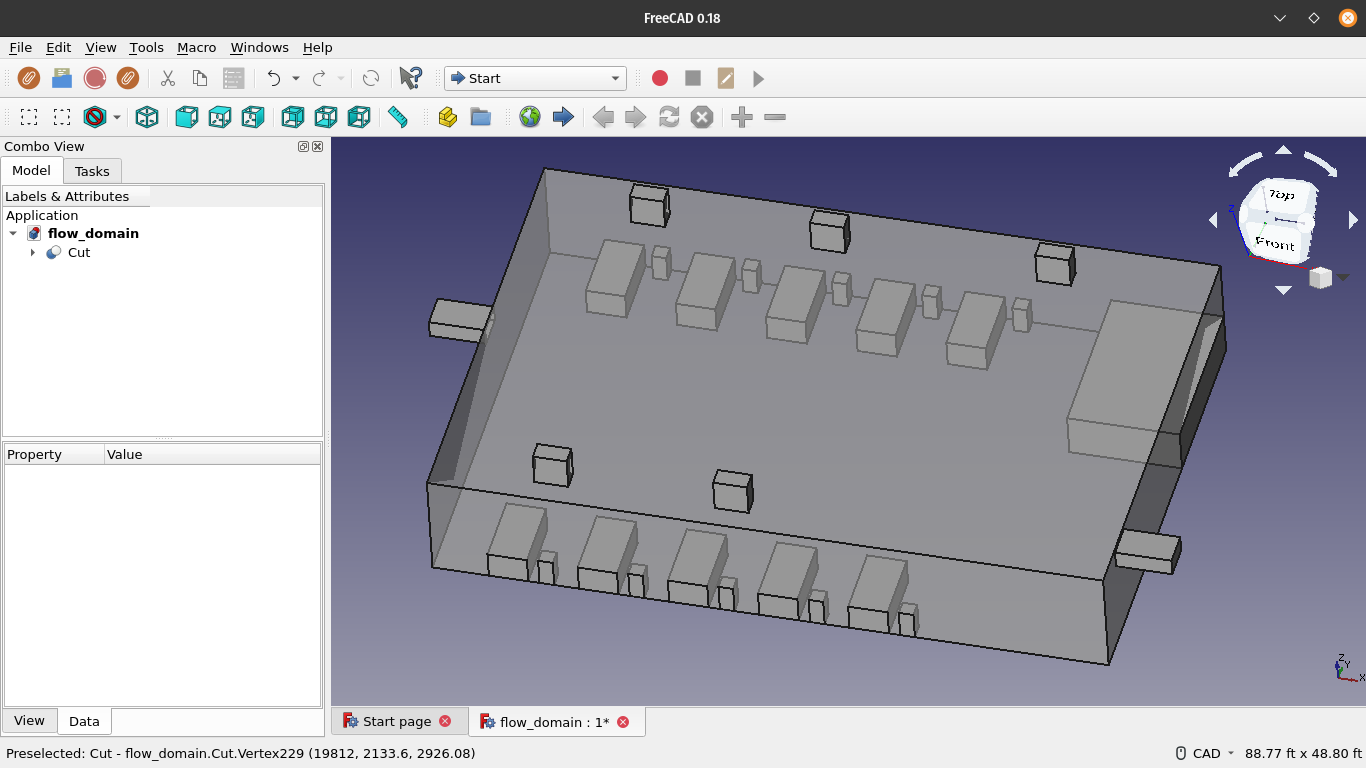 FreeCAD 0.18
File Edit View Tools Macro Windows Help
Start
Combo View
Model Tasks
Labels & Attributes
Application
flow_domain
Cut
Property Value
View Data
Top
Front
Z
Z
Y
X
Start page
flow_domain : 1*
Preselected: Cut - flow_domain.Cut.Vertex229 (19812, 2133.6, 2926.08)
CAD
88.77 ft x 48.80 ft